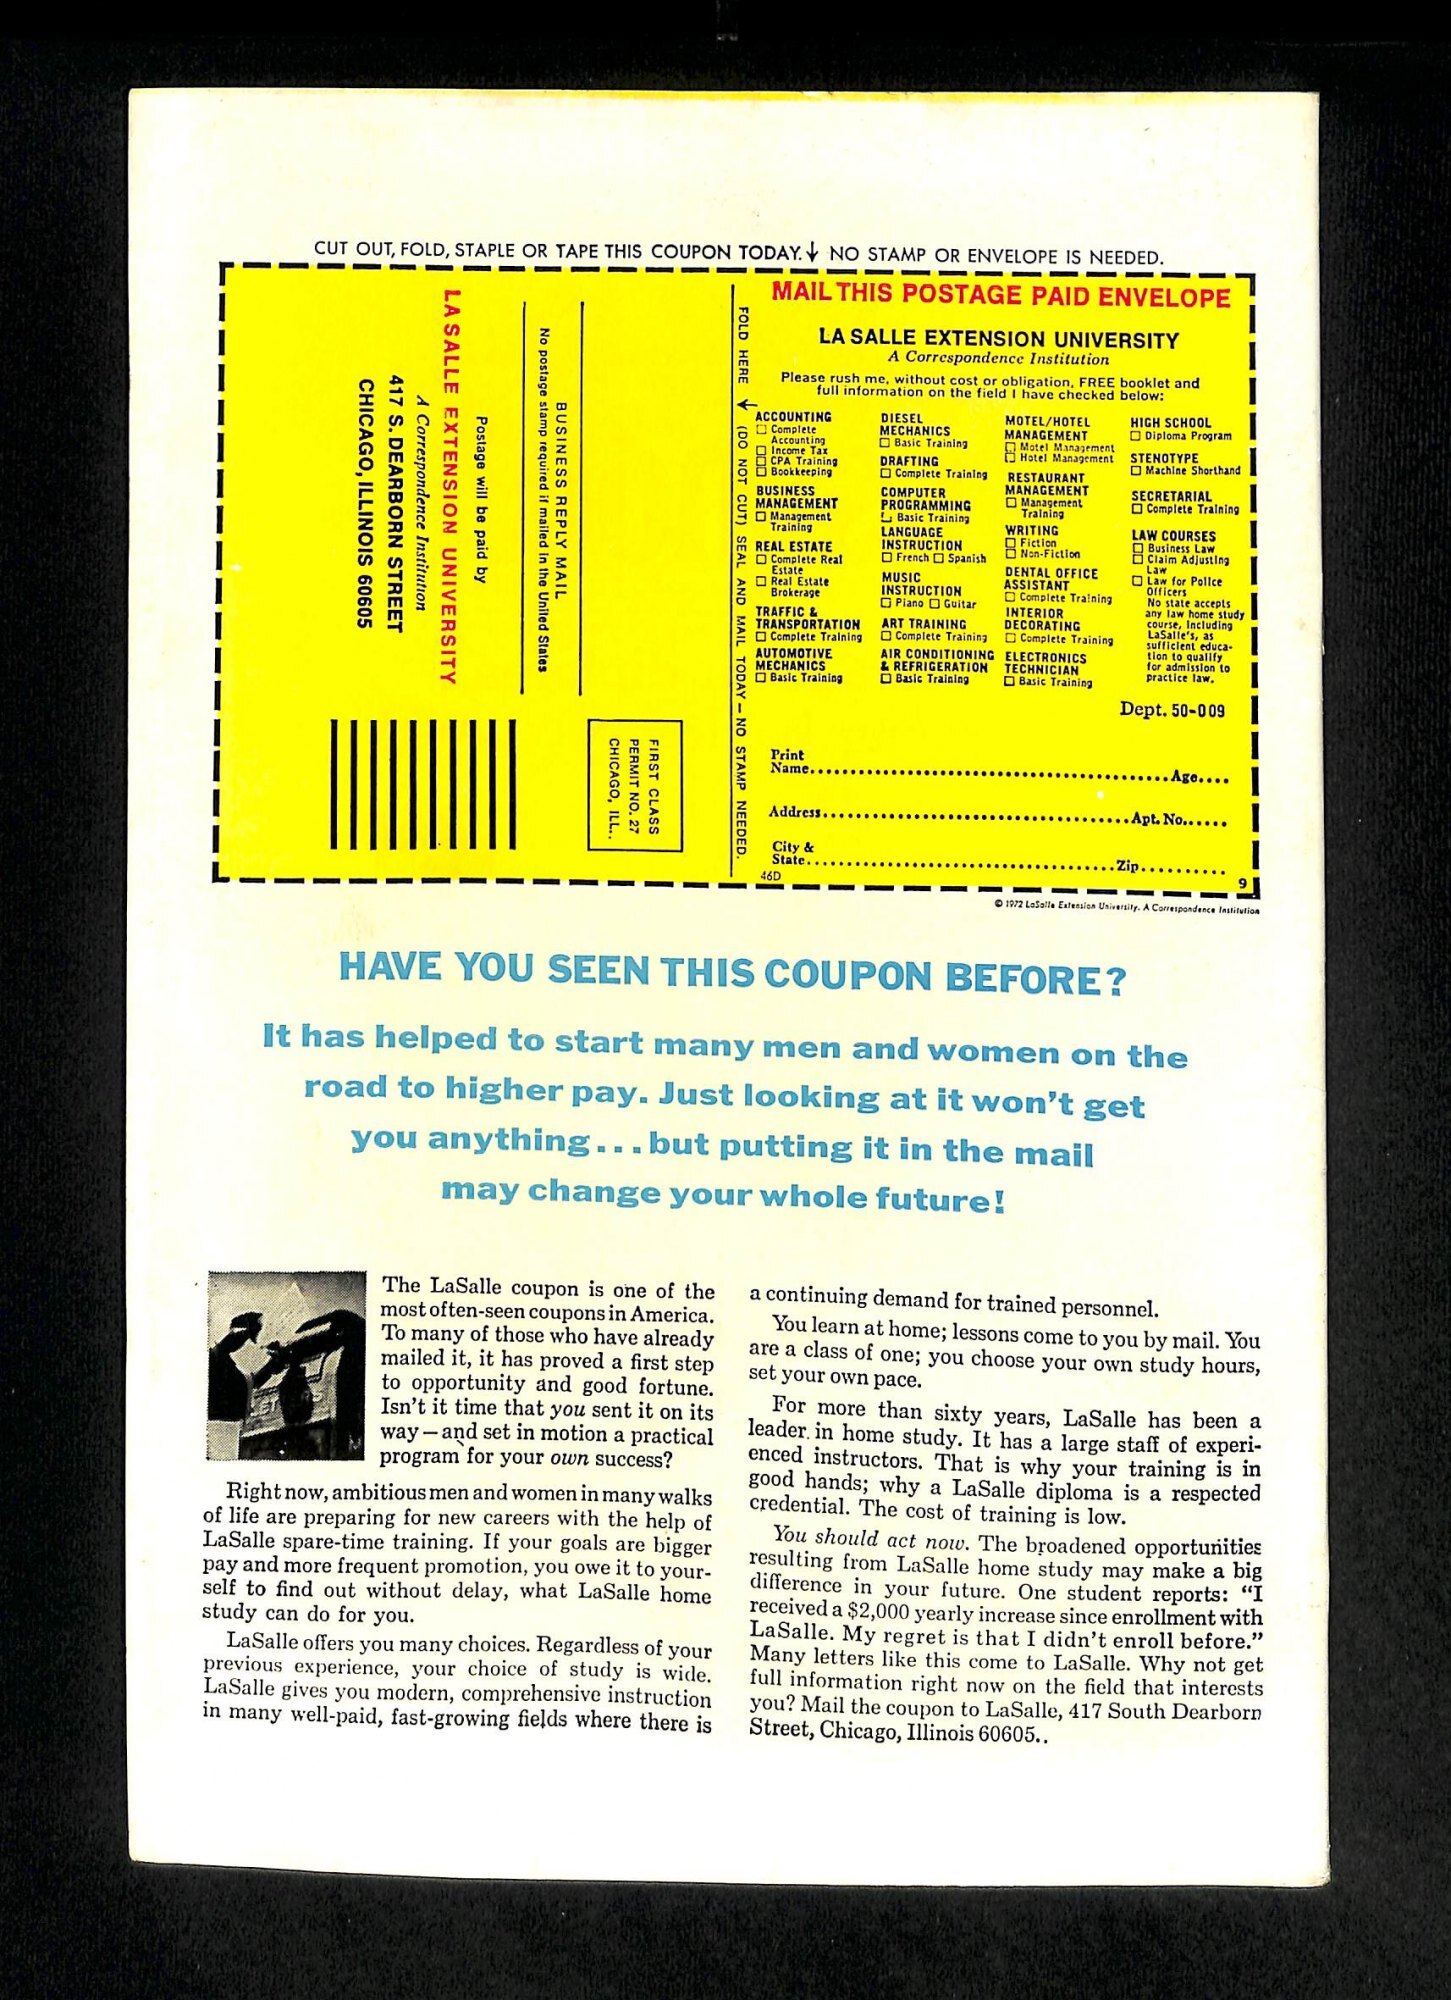 CUT OUT, FOLD, STAPLE OR TAPE THIS COUPON TODAY.↓ NO STAMP OR ENVELOPE IS NEEDED.
LA SALLE EXTENSION UNIVERSITY
A Correspondence Institution
417 S. DEARBORN STREET
CHICAGO, ILLINOIS 60605
Postage will be paid by
BUSINESS REPLY MAIL
No postage stamp required if mailed in the United States
FIRST CLASS
PERMIT NO. 27
CHICAGO, ILL..
FOLD HERE ↓ (DO NOT CUT) SEAL AND MAIL TODAY – NO STAMP NEEDED.
MAIL THIS POSTAGE PAID ENVELOPE
LA SALLE EXTENSION UNIVERSITY
A Correspondence Institution
Please rush me, without cost or obligation, FREE booklet and
full information on the field I have checked below:
ACCOUNTING
☐ Complete
Accounting
☐ Income Tax
☐ CPA Training
☐ Bookkeeping
BUSINESS
MANAGEMENT
☐ Management
Training
REAL ESTATE
☐ Complete Real
Estate
☐ Real Estate
Brokerage
TRAFFIC &
TRANSPORTATION
☐ Complete Training
AUTOMOTIVE
MECHANICS
☐ Basic Training
DIESEL
MECHANICS
☐ Basic Training
DRAFTING
☐ Complete Training
COMPUTER
PROGRAMMING
☐ Basic Training
LANGUAGE
INSTRUCTION
☐ French ☐ Spanish
MUSIC
INSTRUCTION
☐ Piano ☐ Guitar
ART TRAINING
☐ Complete Training
AIR CONDITIONING
& REFRIGERATION
☐ Basic Training
MOTEL/HOTEL
MANAGEMENT
☐ Motel Management
☐ Hotel Management
RESTAURANT
MANAGEMENT
☐ Management
Training
WRITING
☐ Fiction
☐ Non-Fiction
DENTAL OFFICE
ASSISTANT
☐ Complete Training
INTERIOR
DECORATING
☐ Complete Training
ELECTRONICS
TECHNICIAN
☐ Basic Training
HIGH SCHOOL
☐ Diploma Program
STENOTYPE
☐ Machine Shorthand
SECRETARIAL
☐ Complete Training
LAW COURSES
☐ Business Law
☐ Claim Adjusting
Law
☐ Law for Police
Officers
No state accepts
any law home study
course, including
LaSalle's, as
sufficient educa-
tion to qualify
for admission to
practice law.
Dept. 50-009
Print
Name............................................Age....
Address......................................Apt. No......
City &
State......................................Zip..........
46D
9
© 1972 LaSalle Extension University. A Correspondence Institution
HAVE YOU SEEN THIS COUPON BEFORE?
It has helped to start many men and women on the
road to higher pay. Just looking at it won't get
you anything...but putting it in the mail
may change your whole future!
The LaSalle coupon is one of the
most often-seen coupons in America.
To many of those who have already
mailed it, it has proved a first step
to opportunity and good fortune.
Isn't it time that you sent it on its
way—and set in motion a practical
program for your own success?
Right now, ambitious men and women in many walks
of life are preparing for new careers with the help of
LaSalle spare-time training. If your goals are bigger
pay and more frequent promotion, you owe it to your-
self to find out without delay, what LaSalle home
study can do for you.
LaSalle offers you many choices. Regardless of your
previous experience, your choice of study is wide.
LaSalle gives you modern, comprehensive instruction
in many well-paid, fast-growing fields where there is
a continuing demand for trained personnel.
You learn at home; lessons come to you by mail. You
are a class of one; you choose your own study hours,
set your own pace.
For more than sixty years, LaSalle has been a
leader in home study. It has a large staff of experi-
enced instructors. That is why your training is in
good hands; why a LaSalle diploma is a respected
credential. The cost of training is low.
You should act now. The broadened opportunities
resulting from LaSalle home study may make a big
difference in your future. One student reports: “I
received a $2,000 yearly increase since enrollment with
LaSalle. My regret is that I didn't enroll before.”
Many letters like this come to LaSalle. Why not get
full information right now on the field that interests
you? Mail the coupon to LaSalle, 417 South Dearborn
Street, Chicago, Illinois 60605..